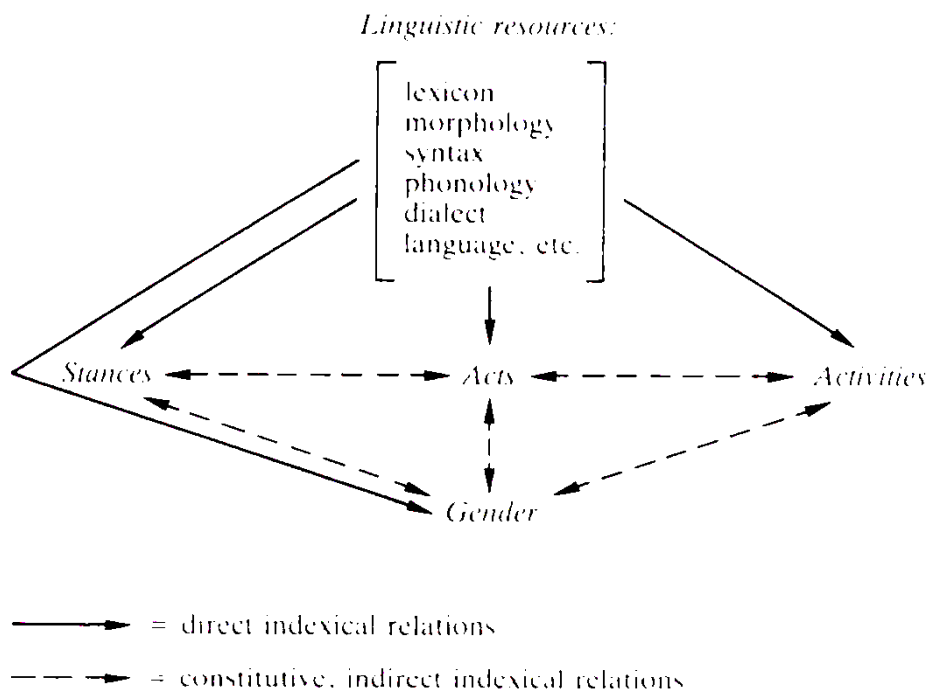 Linguistic resources:
lexicon
morphology
syntax
phonology
dialect
language, etc.
Stances Acts Activities
Gender
= direct indexical relations
= constitutive, indirect indexical relations